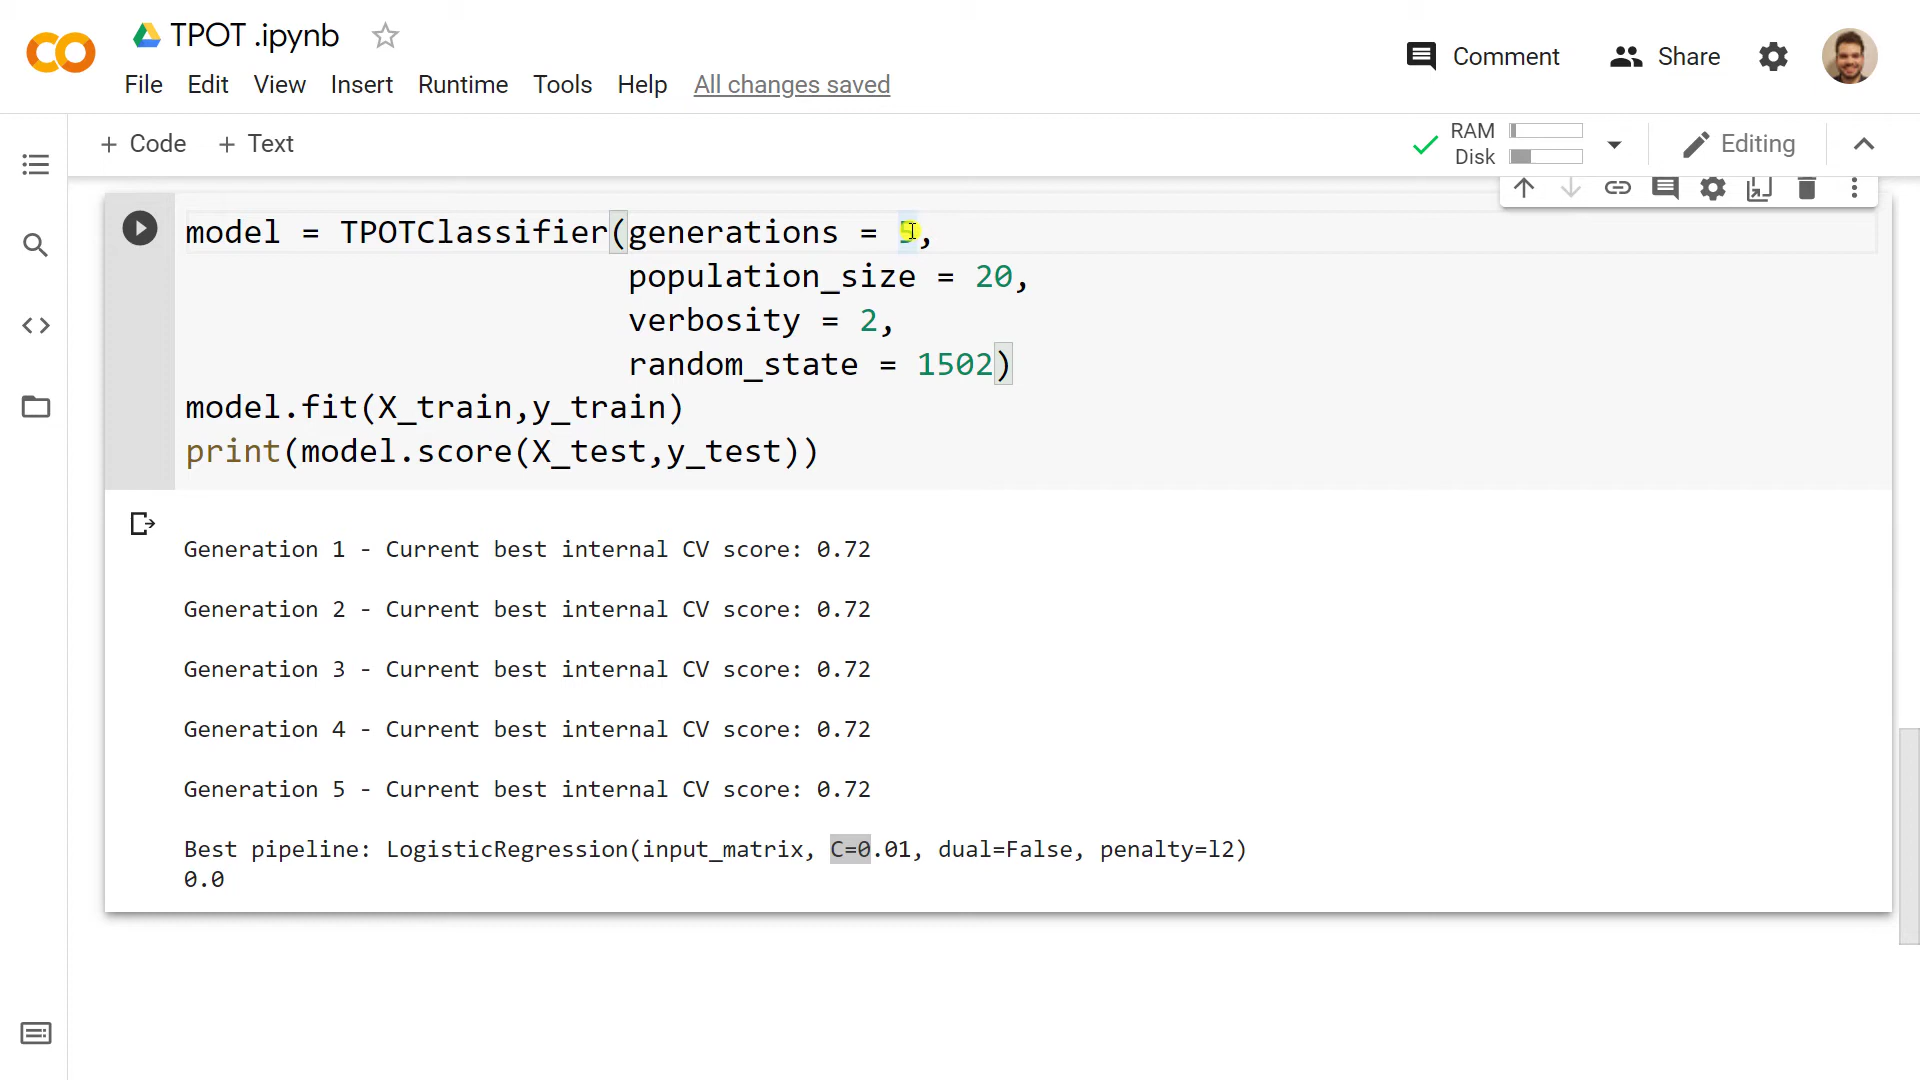 TPOT .ipynb
File Edit View Insert Runtime Tools Help All changes saved
Comment Share
+ Code + Text
RAM
Disk
Editing
model = TPOTClassifier(generations = 5,
population_size = 20,
verbosity = 2,
random_state = 1502)
model.fit(X_train,y_train)
print(model.score(X_test,y_test))
Generation 1 - Current best internal CV score: 0.72
Generation 2 - Current best internal CV score: 0.72
Generation 3 - Current best internal CV score: 0.72
Generation 4 - Current best internal CV score: 0.72
Generation 5 - Current best internal CV score: 0.72
Best pipeline: LogisticRegression(input_matrix, C=0.01, dual=False, penalty=l2)
0.0